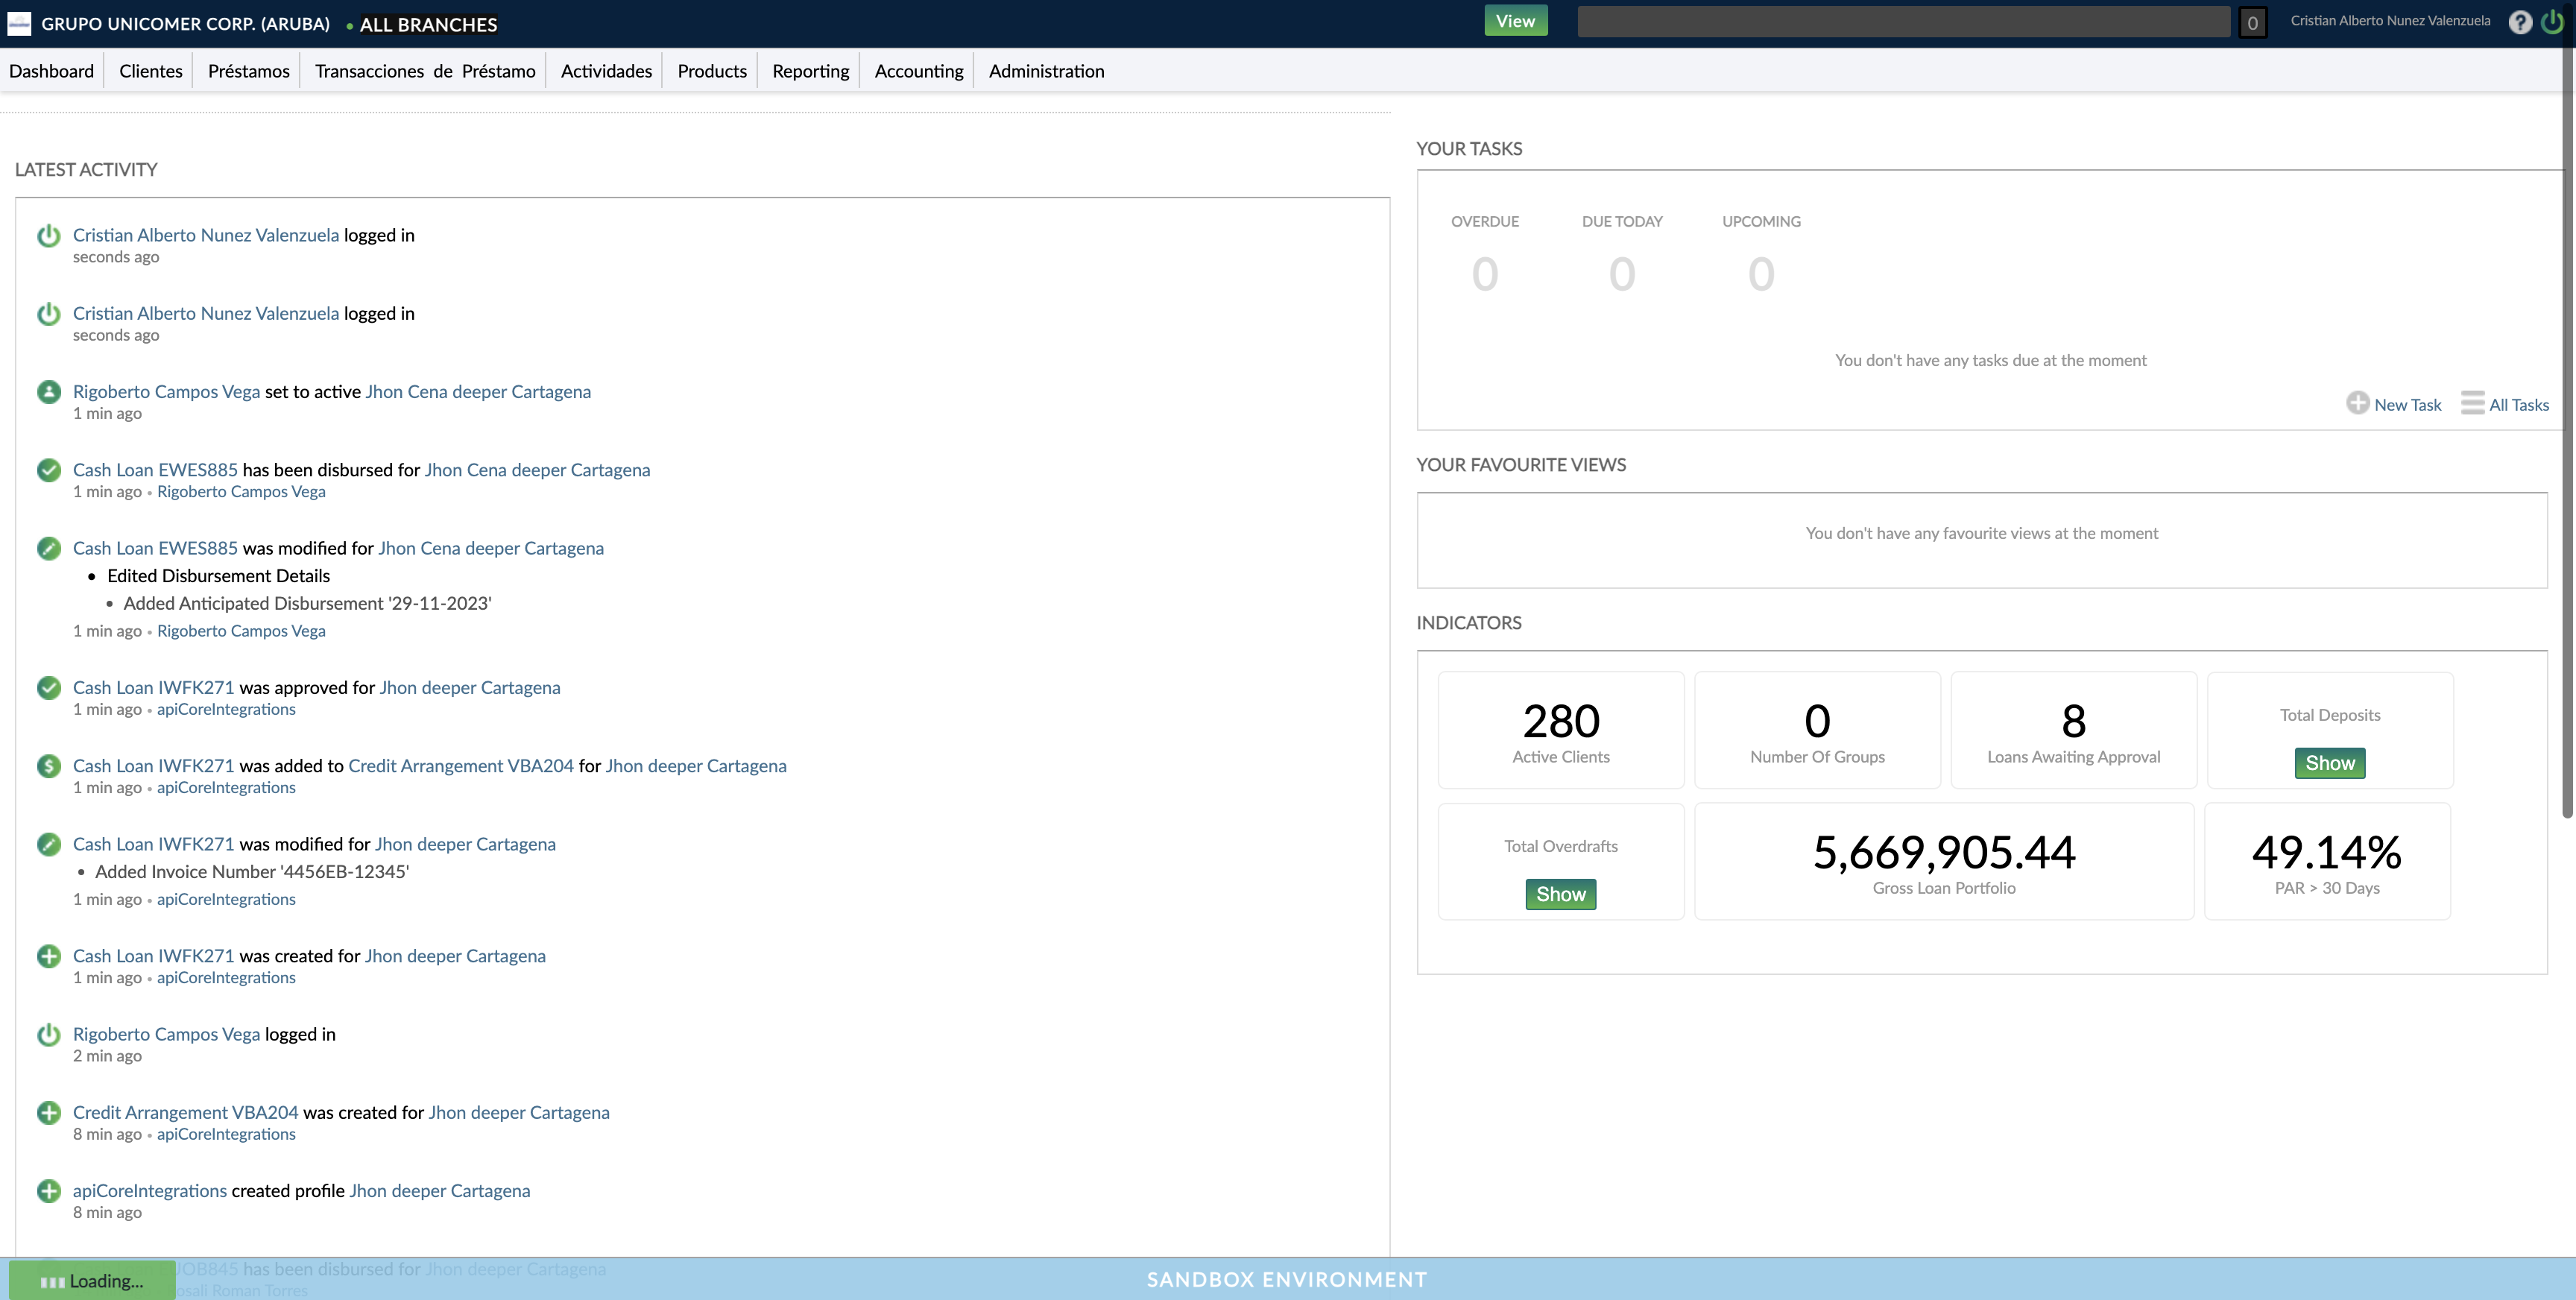 GRUPO UNICOMER CORP. (ARUBA) • ALL BRANCHES
View
0
Cristian Alberto Nunez Valenzuela
?
Dashboard Clientes Préstamos Transacciones de Préstamo Actividades Products Reporting Accounting Administration
LATEST ACTIVITY
Cristian Alberto Nunez Valenzuela logged in
seconds ago
Cristian Alberto Nunez Valenzuela logged in
seconds ago
Rigoberto Campos Vega set to active Jhon Cena deeper Cartagena
1 min ago
Cash Loan EWES885 has been disbursed for Jhon Cena deeper Cartagena
1 min ago • Rigoberto Campos Vega
Cash Loan EWES885 was modified for Jhon Cena deeper Cartagena
• Edited Disbursement Details
• Added Anticipated Disbursement '29-11-2023'
1 min ago • Rigoberto Campos Vega
Cash Loan IWFK271 was approved for Jhon deeper Cartagena
1 min ago • apiCoreIntegrations
$ Cash Loan IWFK271 was added to Credit Arrangement VBA204 for Jhon deeper Cartagena
1 min ago • apiCoreIntegrations
Cash Loan IWFK271 was modified for Jhon deeper Cartagena
• Added Invoice Number '4456EB-12345'
1 min ago • apiCoreIntegrations
Cash Loan IWFK271 was created for Jhon deeper Cartagena
1 min ago • apiCoreIntegrations
Rigoberto Campos Vega logged in
2 min ago
Credit Arrangement VBA204 was created for Jhon deeper Cartagena
8 min ago • apiCoreIntegrations
apiCoreIntegrations created profile Jhon deeper Cartagena
8 min ago
has been disbursed for Jhon deeper Cartagena
Roman Torres
Loading...
YOUR TASKS
OVERDUE DUE TODAY UPCOMING
0 0 0
You don't have any tasks due at the moment
New Task All Tasks
YOUR FAVOURITE VIEWS
You don't have any favourite views at the moment
INDICATORS
280
Active Clients
0
Number Of Groups
8
Loans Awaiting Approval
Total Deposits
Show
Total Overdrafts
Show
5,669,905.44
Gross Loan Portfolio
49.14%
PAR > 30 Days
SANDBOX ENVIRONMENT